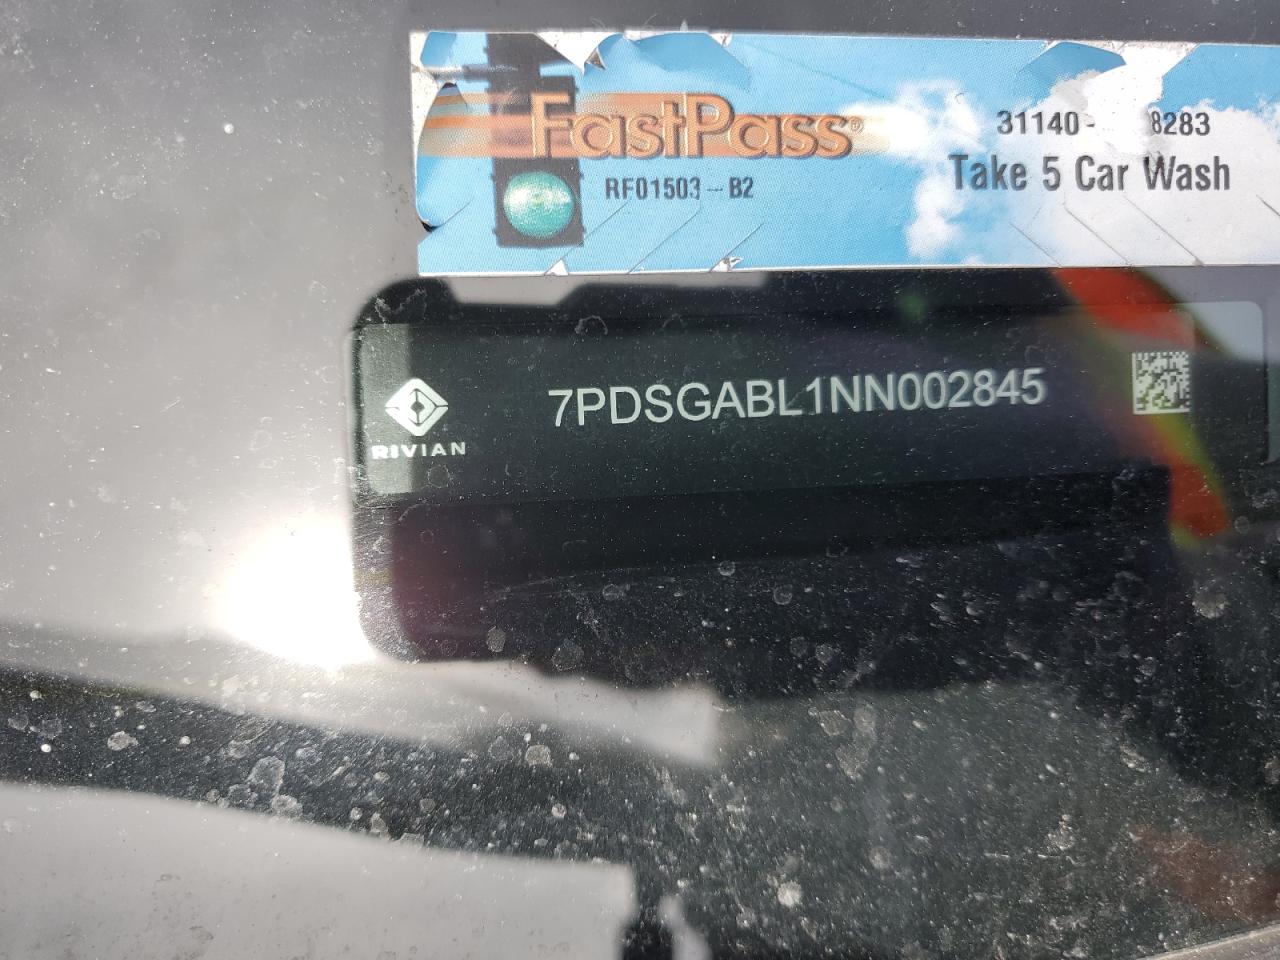 FastPass®
31140- 8283
RF01503-B2
Take 5 Car Wash
7PDSGABL1NN002845
RIVIAN